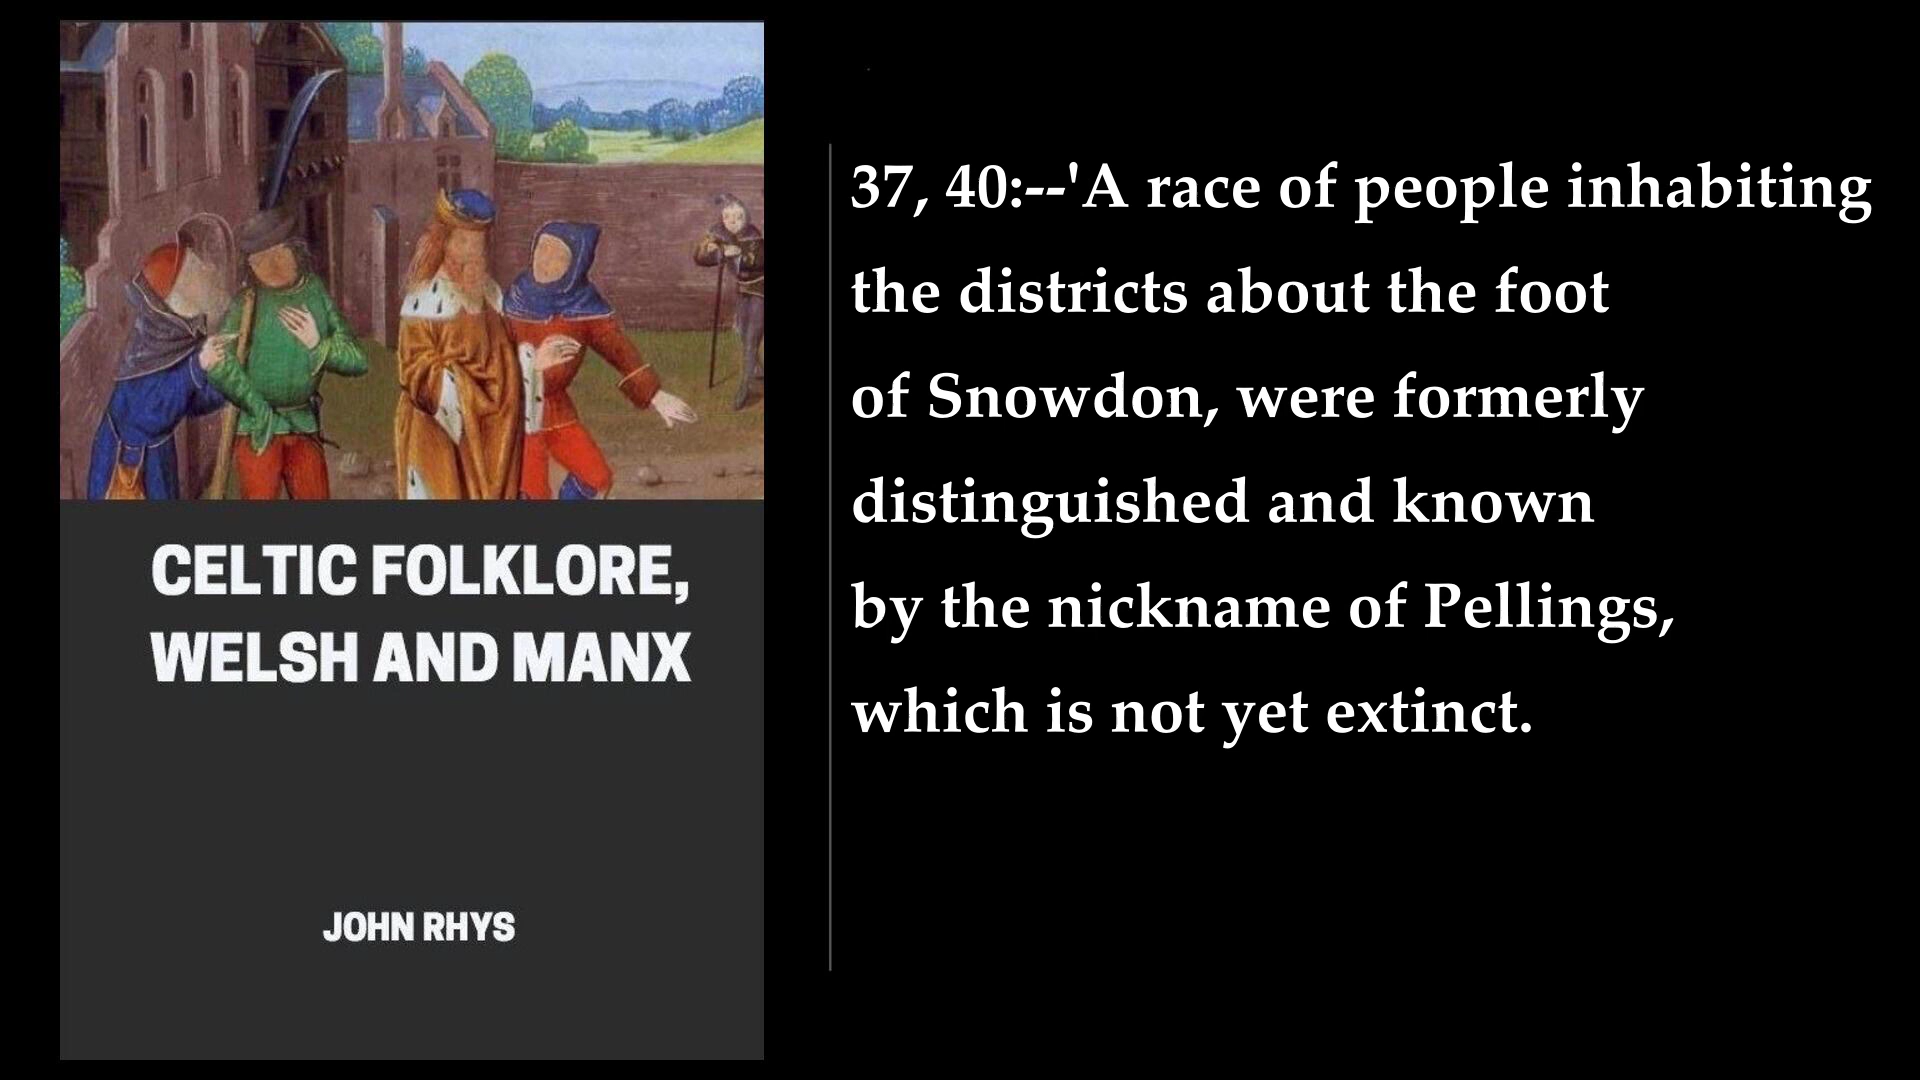 CELTIC FOLKLORE,
WELSH AND MANX
JOHN RHYS
37, 40:--'A race of people inhabiting
the districts about the foot
of Snowdon, were formerly
distinguished and known
by the nickname of Pellings,
which is not yet extinct.